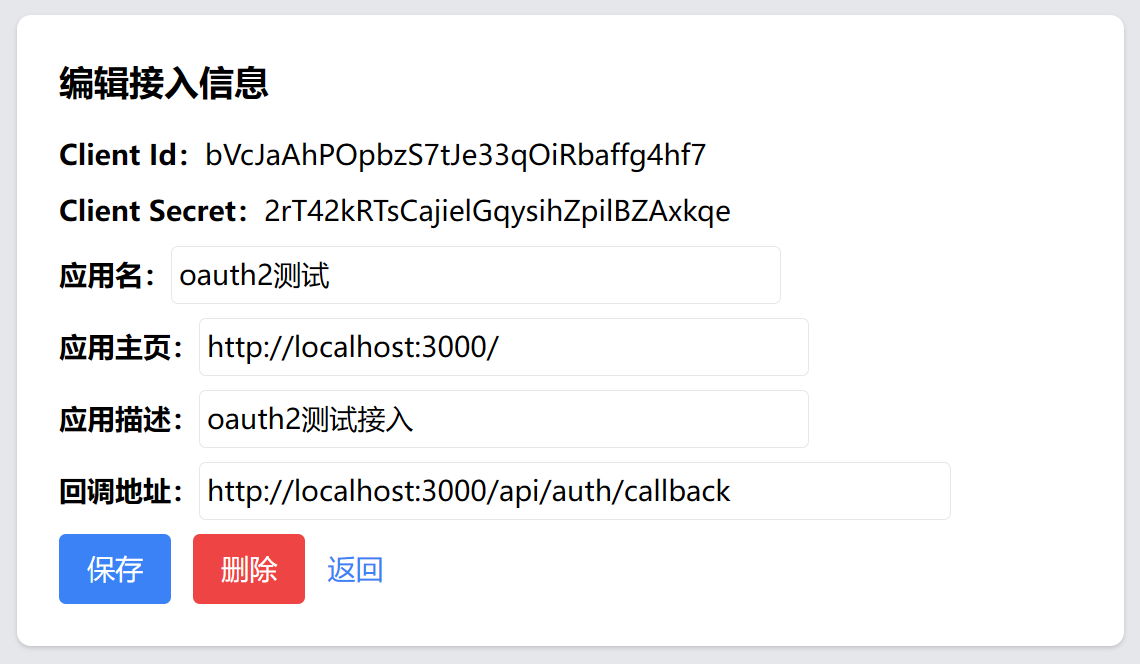 编辑接入信息
Client Id：bVcJaAhPOpbzS7tJe33qOiRbaffg4hf7
Client Secret：2rT42kRTsCajielGqysihZpilBZAxkqe
应用名：oauth2测试
应用主页：http://localhost:3000/
应用描述：oauth2测试接入
回调地址：http://localhost:3000/api/auth/callback
保存 删除 返回